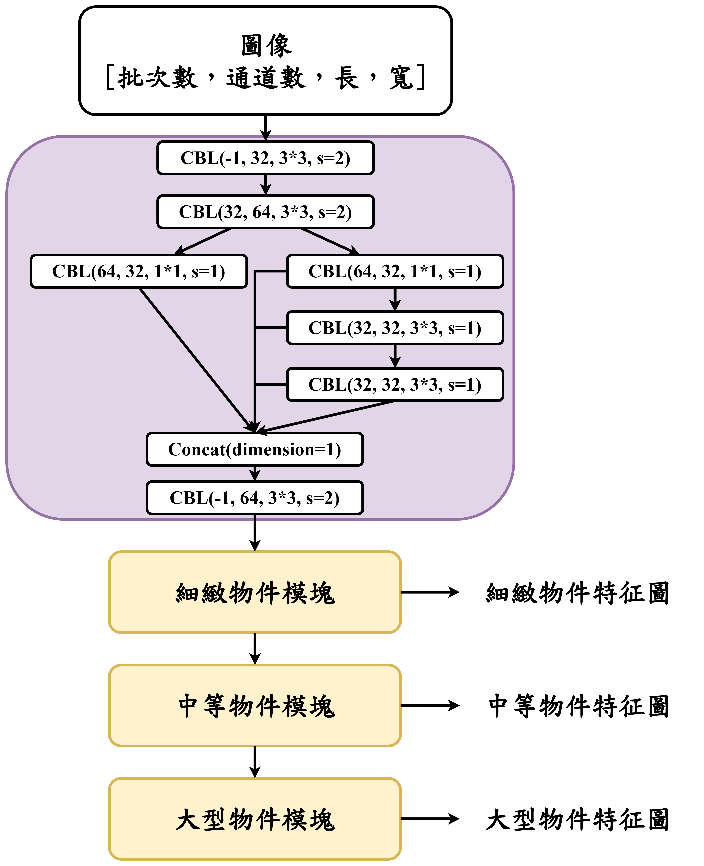 圖像
[批次數，通道數，長，寬]
CBL(-1, 32, 3*3, s=2)
CBL(32, 64, 3*3, s=2)
CBL(64, 32, 1*1, s=1)
CBL(64, 32, 1*1, s=1)
CBL(32, 32, 3*3, s=1)
CBL(32, 32, 3*3, s=1)
Concat(dimension=1)
CBL(-1, 64, 3*3, s=2)
細緻物件模塊
細緻物件特征圖
中等物件模塊
中等物件特征圖
大型物件模塊
大型物件特征圖